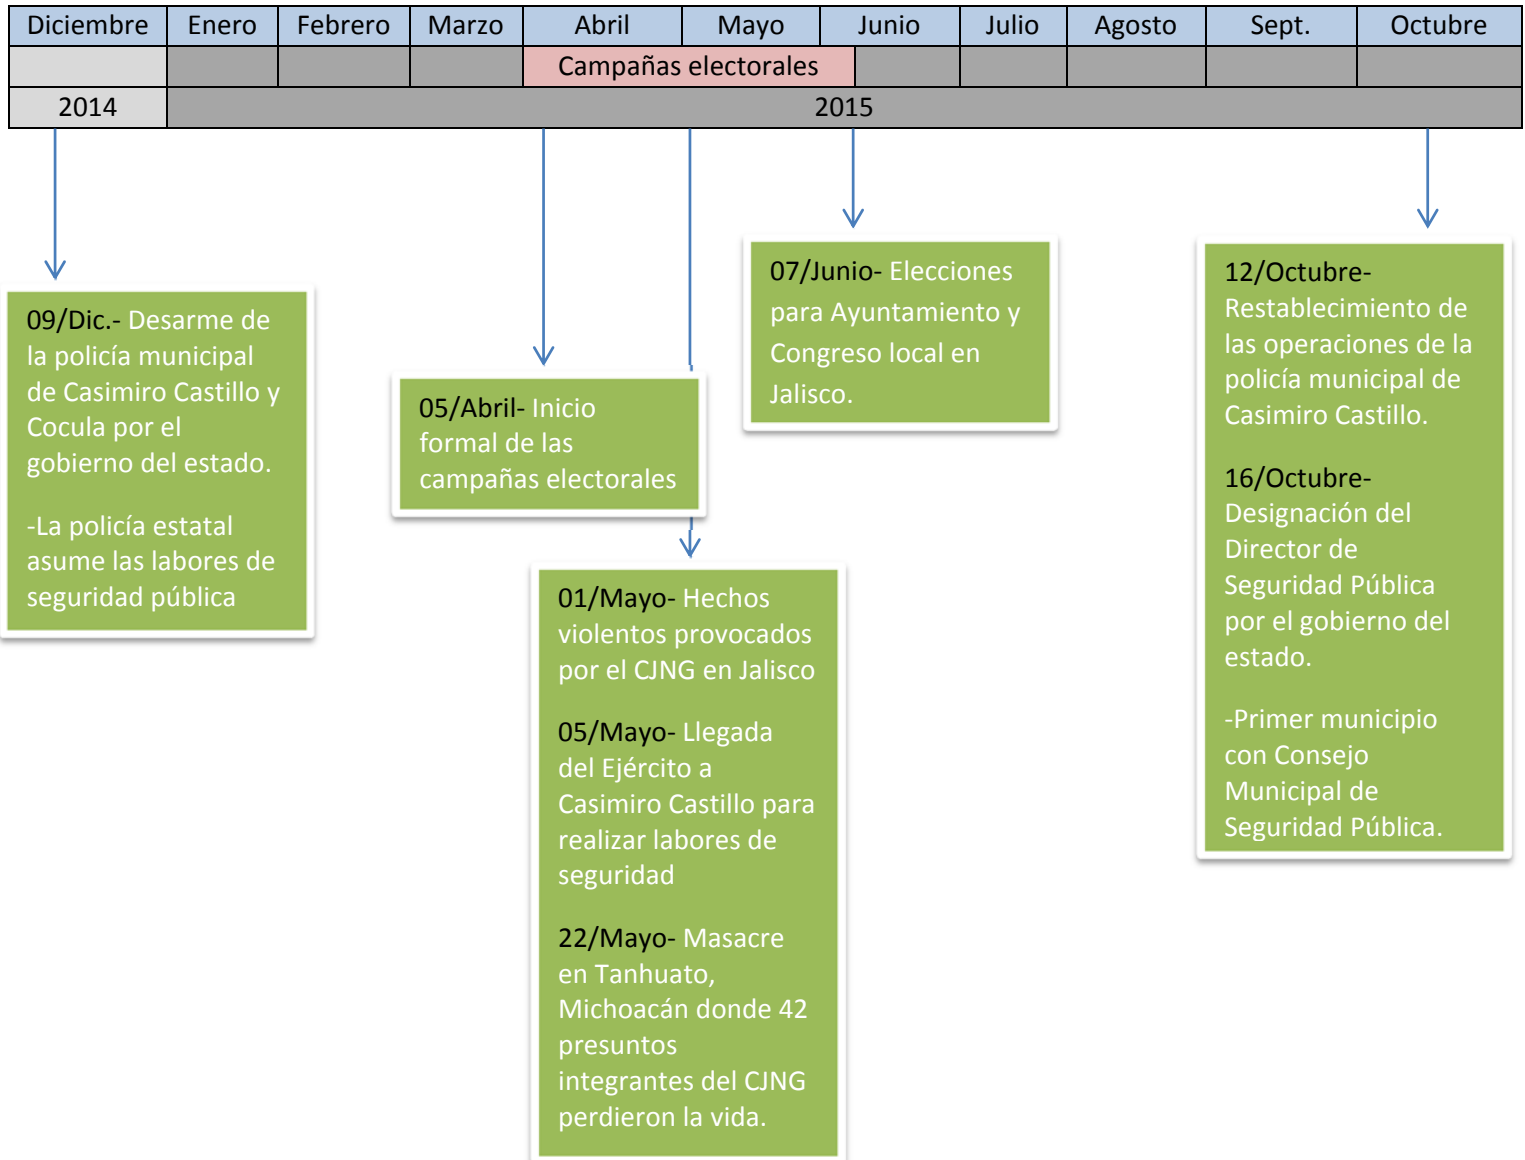 Diciembre Enero Febrero Marzo Abril Mayo Junio Julio Agosto Sept. Octubre
Campañas electorales
2014 2015
09/Dic.- Desarme de
la policía municipal
de Casimiro Castillo y
Cocula por el
gobierno del estado.
-La policía estatal
asume las labores de
seguridad pública
05/Abril- Inicio
formal de las
campañas electorales
01/Mayo- Hechos
violentos provocados
por el CJNG en Jalisco
05/Mayo- Llegada
del Ejército a
Casimiro Castillo para
realizar labores de
seguridad
22/Mayo- Masacre
en Tanhuato,
Michoacán donde 42
presuntos
integrantes del CJNG
perdieron la vida.
07/Junio- Elecciones
para Ayuntamiento y
Congreso local en
Jalisco.
12/Octubre-
Restablecimiento de
las operaciones de la
policía municipal de
Casimiro Castillo.
16/Octubre-
Designación del
Director de
Seguridad Pública
por el gobierno del
estado.
-Primer municipio
con Consejo
Municipal de
Seguridad Pública.